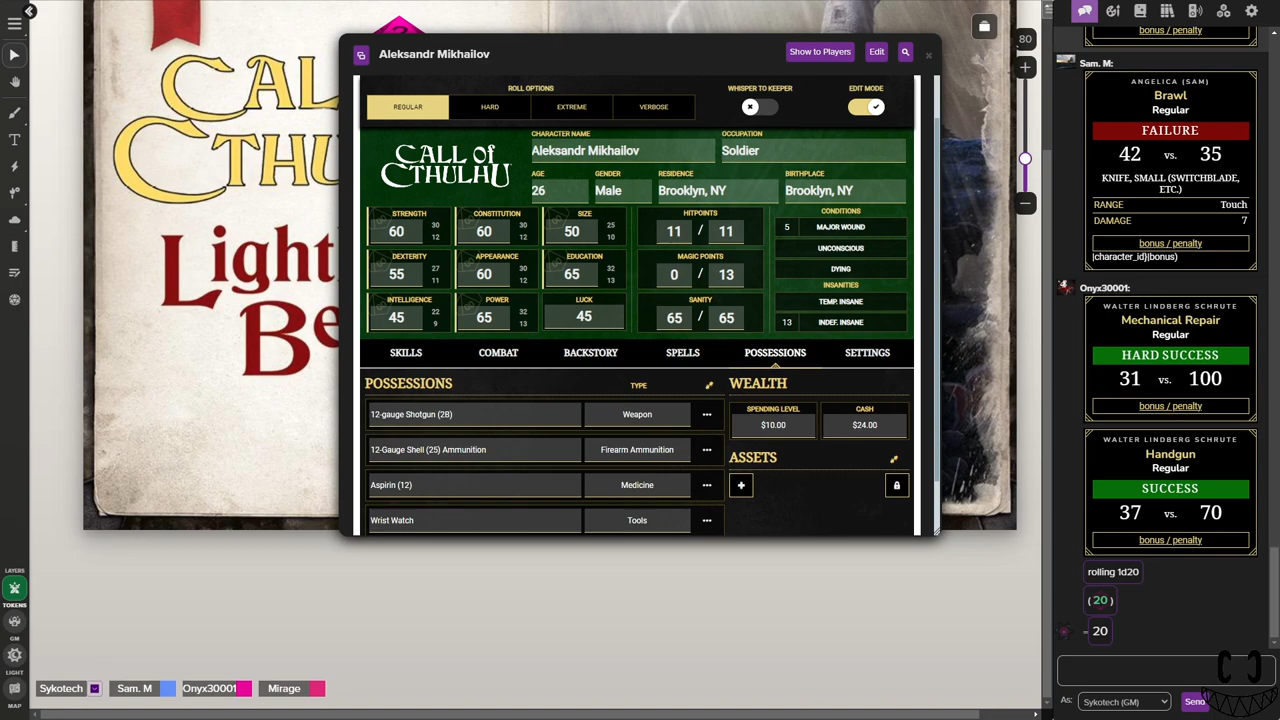 80
CAL
CTHU
Light
Be
Aleksandr Mikhailov
Show to Players
Edit
ROLL OPTIONS
WHISPER TO KEEPER
EDIT MODE
REGULAR
HARD
EXTREME
VERBOSE
CALL of
CTHULHU
CHARACTER NAME
OCCUPATION
Aleksandr Mikhailov
Soldier
AGE
GENDER
RESIDENCE
BIRTHPLACE
26
Male
Brooklyn, NY
Brooklyn, NY
STRENGTH
60
30
12
CONSTITUTION
60
30
12
SIZE
50
25
10
HITPOINTS
11 / 11
CONDITIONS
5 MAJOR WOUND
UNCONSCIOUS
DYING
DEXTERITY
55
27
11
APPEARANCE
60
30
12
EDUCATION
65
32
13
MAGIC POINTS
0 / 13
INSANITIES
TEMP. INSANE
13 INDEF. INSANE
INTELLIGENCE
45
22
9
POWER
65
32
13
LUCK
45
SANITY
65 / 65
SKILLS
COMBAT
BACKSTORY
SPELLS
POSSESSIONS
SETTINGS
POSSESSIONS
TYPE
12-gauge Shotgun (2B)
Weapon
•••
12-Gauge Shell (25) Ammunition
Firearm Ammunition
•••
Aspirin (12)
Medicine
•••
Wrist Watch
Tools
•••
WEALTH
SPENDING LEVEL
CASH
$10.00
$24.00
ASSETS
LAYERS
TOKENS
GM
LIGHT
MAP
Sykotech
Sam. M
Onyx30001
Mirage
bonus / penalty
Sam. M:
ANGELICA (SAM)
Brawl
Regular
FAILURE
42 vs. 35
KNIFE, SMALL (SWITCHBLADE,
ETC.)
RANGE Touch
DAMAGE 7
bonus / penalty
|character_id}|bonus)
Onyx30001:
WALTER LINDBERG SCHRUTE
Mechanical Repair
Regular
HARD SUCCESS
31 vs. 100
bonus / penalty
WALTER LINDBERG SCHRUTE
Handgun
Regular
SUCCESS
37 vs. 70
bonus / penalty
rolling 1d20
(20)
= 20
As:
Sykotech (GM)
Send